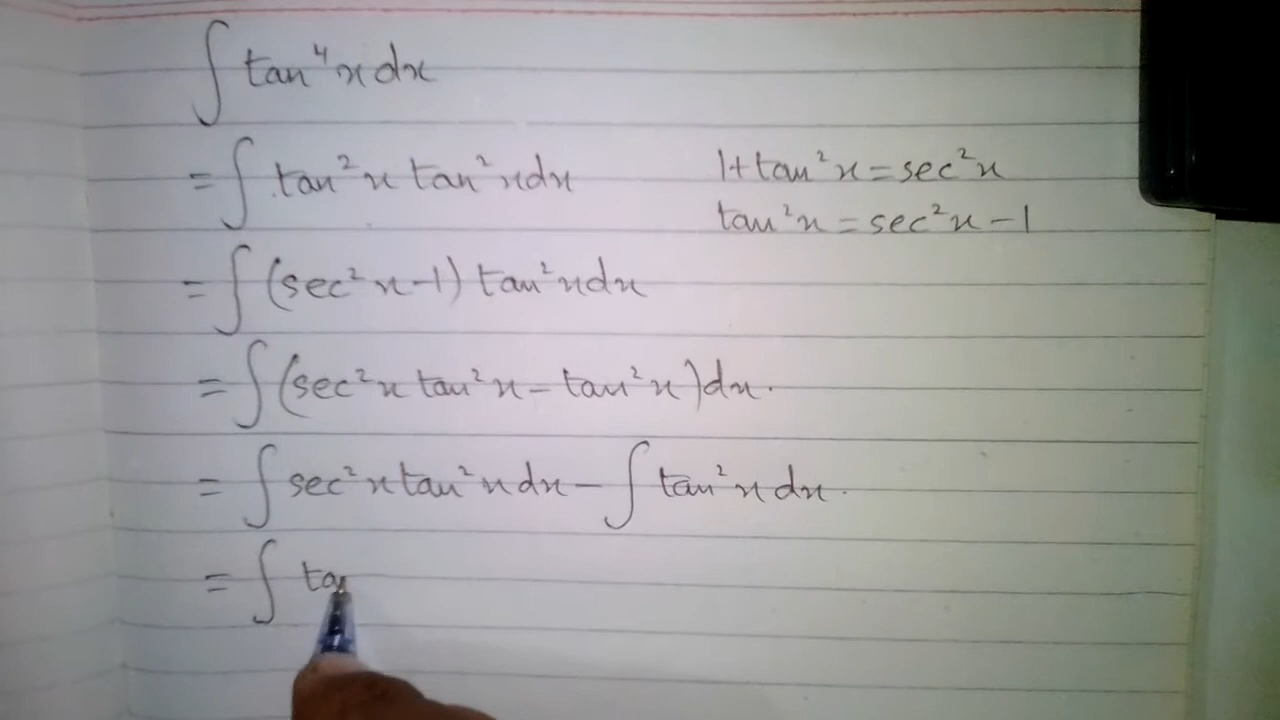 ∫ tan⁴x dx
= ∫ tan²x tan²x dx
1 + tan²x = sec²x
tan²x = sec²x − 1
= ∫ (sec²x − 1) tan²x dx
= ∫ (sec²x tan²x − tan²x) dx.
= ∫ sec²x tan²x dx − ∫ tan²x dx.
= ∫ ta